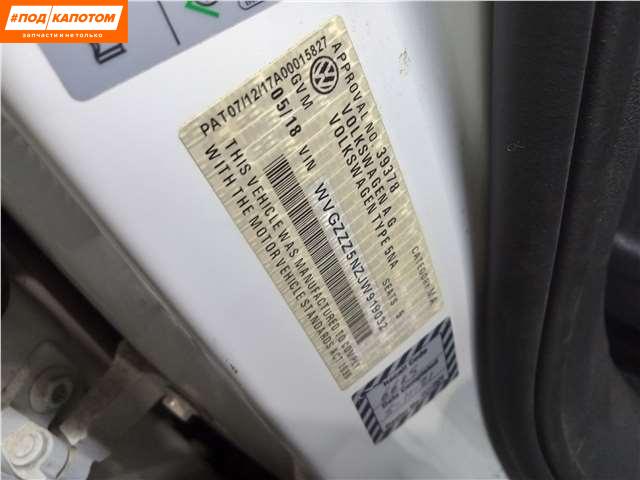 #ПОД КАПОТОМ
запчасти и не только
PAT07/12/17A00015827
APPROVAL NO 39378
VOLKSWAGEN A G
VOLKSWAGEN TYPE 5NA
GVM
05/18 VIN WVGZZZ5NZJW919032
SEATS 5
THIS VEHICLE WAS MANUFACTURED TO COMPLY
WITH THE MOTOR VEHICLE STANDARDS ACT 1989